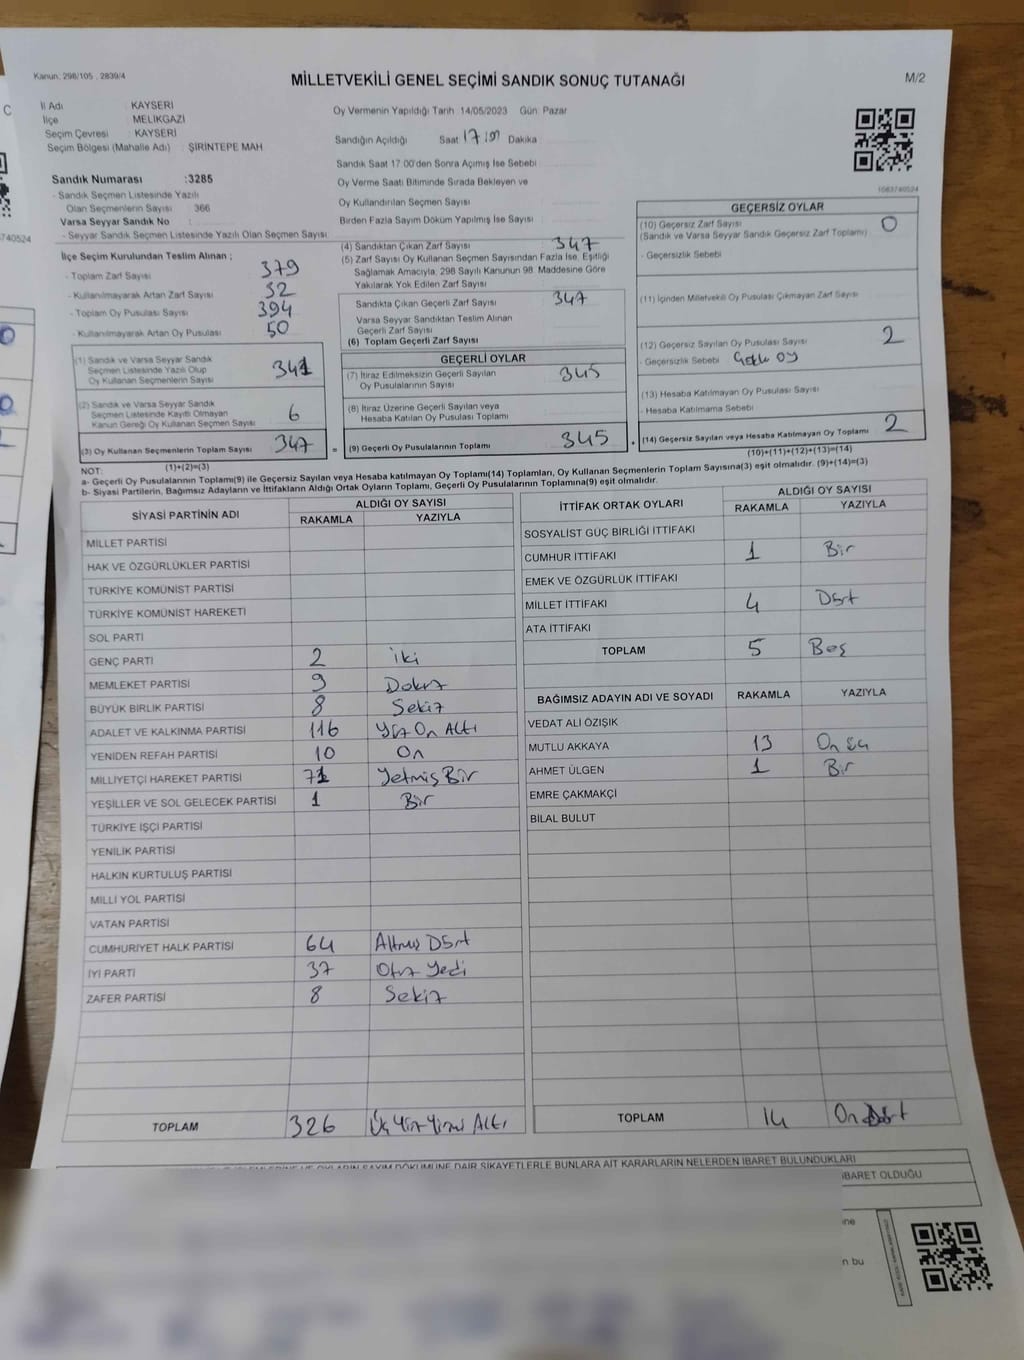 Kanun: 298/105 , 2839/4
MİLLETVEKİLİ GENEL SEÇİMİ SANDIK SONUÇ TUTANAĞI
M/2
İl Adı : KAYSERİ
İlçe : MELİKGAZİ
Seçim Çevresi : KAYSERİ
Seçim Bölgesi (Mahalle Adı) : ŞİRİNTEPE MAH
Sandık Numarası :3285
- Sandık Seçmen Listesinde Yazılı
Olan Seçmenlerin Sayısı : 366
Varsa Seyyar Sandık No :
- Seyyar Sandık Seçmen Listesinde Yazılı Olan Seçmen Sayısı
Oy Vermenin Yapıldığı Tarih : 14/05/2023 Gün: Pazar
Sandığın Açıldığı Saat 17 Dakika
Sandık Saat 17:00'den Sonra Açılmış İse Sebebi
Oy Verme Saati Bitiminde Sırada Bekleyen ve
Oy Kullandırılan Seçmen Sayısı
Birden Fazla Sayım Döküm Yapılmış İse Sayısı
1063740524
İlçe Seçim Kurulundan Teslim Alınan ;
- Toplam Zarf Sayısı 379
- Kullanılmayarak Artan Zarf Sayısı 32
- Toplam Oy Pusulası Sayısı 394
- Kullanılmayarak Artan Oy Pusulası 50
(1) Sandık ve Varsa Seyyar Sandık
Seçmen Listesinde Yazılı Olup
Oy Kullanan Seçmenlerin Sayısı 341
(2) Sandık ve Varsa Seyyar Sandık
Seçmen Listesinde Kayıtlı Olmayan
Kanun Gereği Oy Kullanan Seçmen Sayısı 6
(3) Oy Kullanan Seçmenlerin Toplam Sayısı 347
(1)+(2)=(3)
(4) Sandıktan Çıkan Zarf Sayısı 347
(5) Zarf Sayısı Oy Kullanan Seçmen Sayısından Fazla İse, Eşitliği
Sağlamak Amacıyla, 298 Sayılı Kanunun 98. Maddesine Göre
Yakılarak Yok Edilen Zarf Sayısı
Sandıkta Çıkan Geçerli Zarf Sayısı 347
Varsa Seyyar Sandıktan Teslim Alınan
Geçerli Zarf Sayısı
(6) Toplam Geçerli Zarf Sayısı
GEÇERLİ OYLAR
(7) İtiraz Edilmeksizin Geçerli Sayılan
Oy Pusulalarının Sayısı 345
(8) İtiraz Üzerine Geçerli Sayılan veya
Hesaba Katılan Oy Pusulası Toplamı
= (9) Geçerli Oy Pusulalarının Toplamı 345 +
GEÇERSİZ OYLAR
(10) Geçersiz Zarf Sayısı 0
(Sandık ve Varsa Seyyar Sandık Geçersiz Zarf Toplamı)
- Geçersizlik Sebebi
(11) İçinden Milletvekili Oy Pusulası Çıkmayan Zarf Sayısı
(12) Geçersiz Sayılan Oy Pusulası Sayısı 2
- Geçersizlik Sebebi oy
(13) Hesaba Katılmayan Oy Pusulası Sayısı
- Hesaba Katılmama Sebebi
(14) Geçersiz Sayılan veya Hesaba Katılmayan Oy Toplamı 2
(10)+(11)+(12)+(13)=(14)
NOT:
a- Geçerli Oy Pusulalarının Toplamı(9) ile Geçersiz Sayılan veya Hesaba katılmayan Oy Toplamı(14) Toplamları, Oy Kullanan Seçmenlerin Toplam Sayısına(3) eşit olmalıdır. (9)+(14)=(3)
b- Siyasi Partilerin, Bağımsız Adayların ve İttifakların Aldığı Ortak Oyların Toplamı, Geçerli Oy Pusulalarının Toplamına(9) eşit olmalıdır.
SİYASİ PARTİNİN ADI ALDIĞI OY SAYISI
RAKAMLA YAZIYLA
MİLLET PARTİSİ
HAK VE ÖZGÜRLÜKLER PARTİSİ
TÜRKİYE KOMÜNİST PARTİSİ
TÜRKİYE KOMÜNİST HAREKETİ
SOL PARTİ
GENÇ PARTİ 2 iki
MEMLEKET PARTİSİ 9 Dokuz
BÜYÜK BİRLİK PARTİSİ 8 Sekiz
ADALET VE KALKINMA PARTİSİ 116 Yüz On Altı
YENİDEN REFAH PARTİSİ 10 On
MİLLİYETÇİ HAREKET PARTİSİ 71 Yetmiş Bir
YEŞİLLER VE SOL GELECEK PARTİSİ 1 Bir
TÜRKİYE İŞÇİ PARTİSİ
YENİLİK PARTİSİ
HALKIN KURTULUŞ PARTİSİ
MİLLİ YOL PARTİSİ
VATAN PARTİSİ
CUMHURİYET HALK PARTİSİ 64 Altmış Dört
İYİ PARTİ 37 Otuz Yedi
ZAFER PARTİSİ 8 Sekiz
TOPLAM 326 Üç Yüz Yirmi Altı
İTTİFAK ORTAK OYLARI ALDIĞI OY SAYISI
RAKAMLA YAZIYLA
SOSYALİST GÜÇ BİRLİĞİ İTTİFAKI
CUMHUR İTTİFAKI 1 Bir
EMEK VE ÖZGÜRLÜK İTTİFAKI
MİLLET İTTİFAKI 4 Dört
ATA İTTİFAKI
TOPLAM 5 Beş
BAĞIMSIZ ADAYIN ADI VE SOYADI RAKAMLA YAZIYLA
VEDAT ALİ ÖZIŞIK
MUTLU AKKAYA 13 On üç
AHMET ÜLGEN 1 Bir
EMRE ÇAKMAKÇİ
BİLAL BULUT
TOPLAM 14 On Dört
OYLARIN SAYIM DÖKÜMÜNE DAİR ŞİKAYETLERLE BUNLARA AİT KARARLARIN NELERDEN İBARET BULUNDUKLARI
İBARET OLDUĞU
ine
n bu